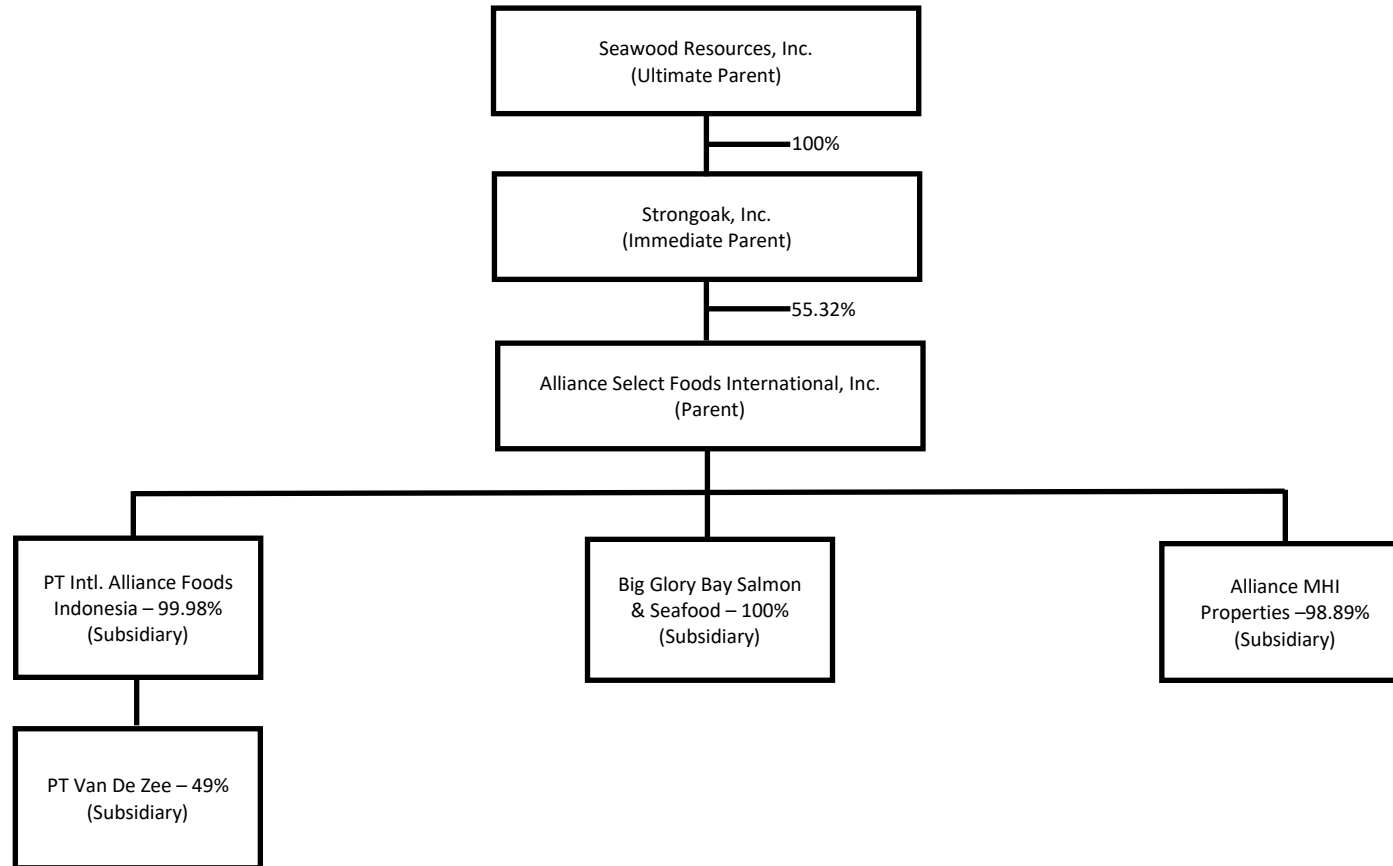 Seawood Resources, Inc.
(Ultimate Parent)
100%
Strongoak, Inc.
(Immediate Parent)
55.32%
Alliance Select Foods International, Inc.
(Parent)
PT Intl. Alliance Foods
Indonesia – 99.98%
(Subsidiary)
Big Glory Bay Salmon
& Seafood – 100%
(Subsidiary)
Alliance MHI
Properties –98.89%
(Subsidiary)
PT Van De Zee – 49%
(Subsidiary)